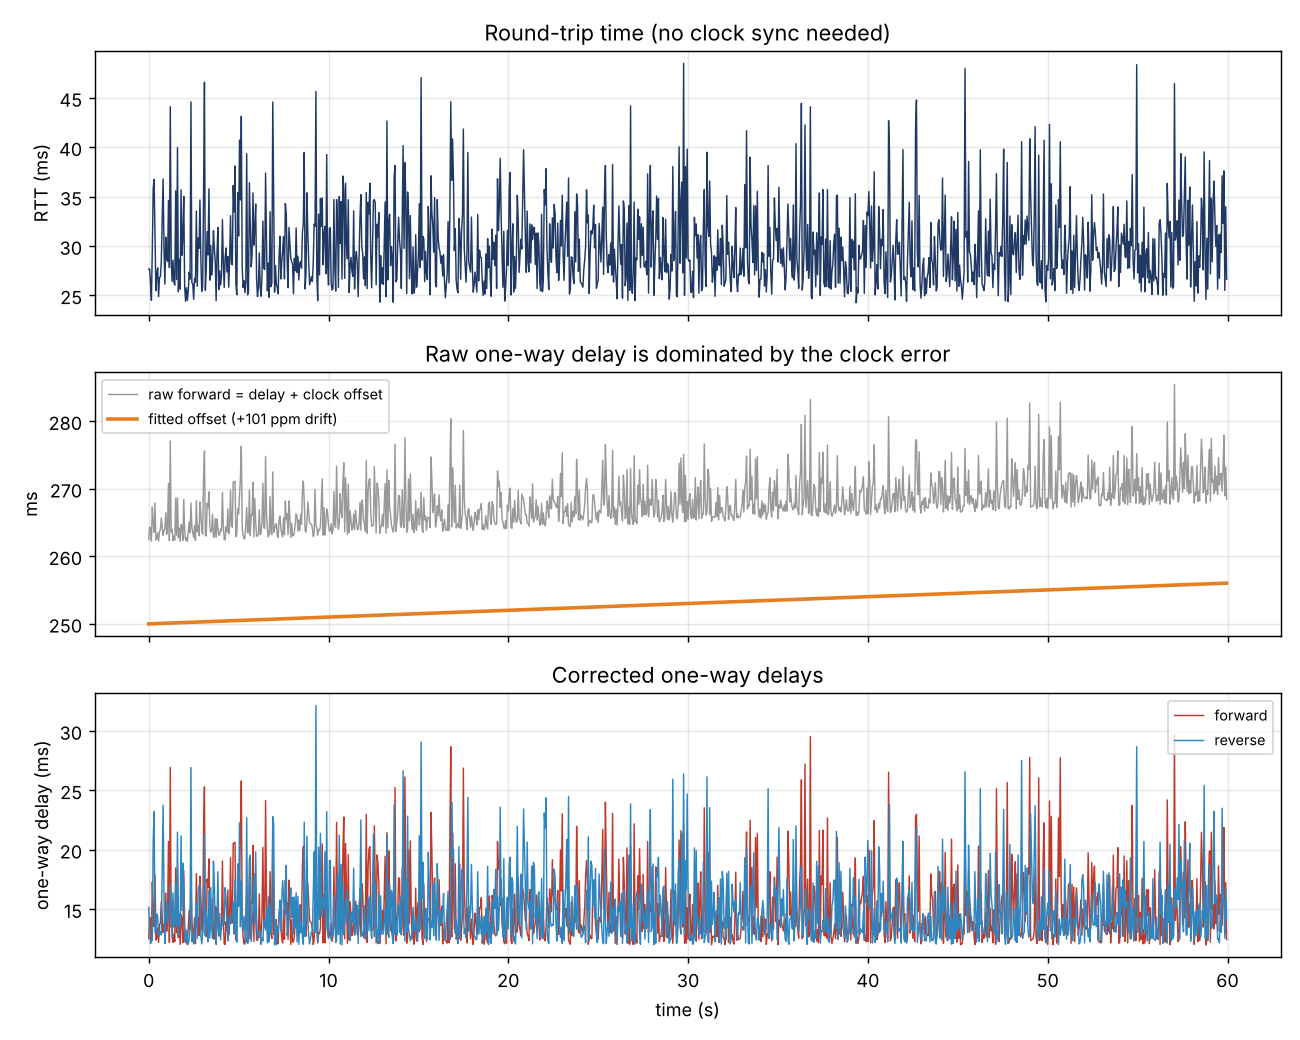 Round-trip time (no clock sync needed)
RTT (ms)
45
40
35
30
25
Raw one-way delay is dominated by the clock error
ms
280
270
260
250
raw forward = delay + clock offset
fitted offset (+101 ppm drift)
Corrected one-way delays
one-way delay (ms)
30
25
20
15
forward
reverse
0 10 20 30 40 50 60
time (s)